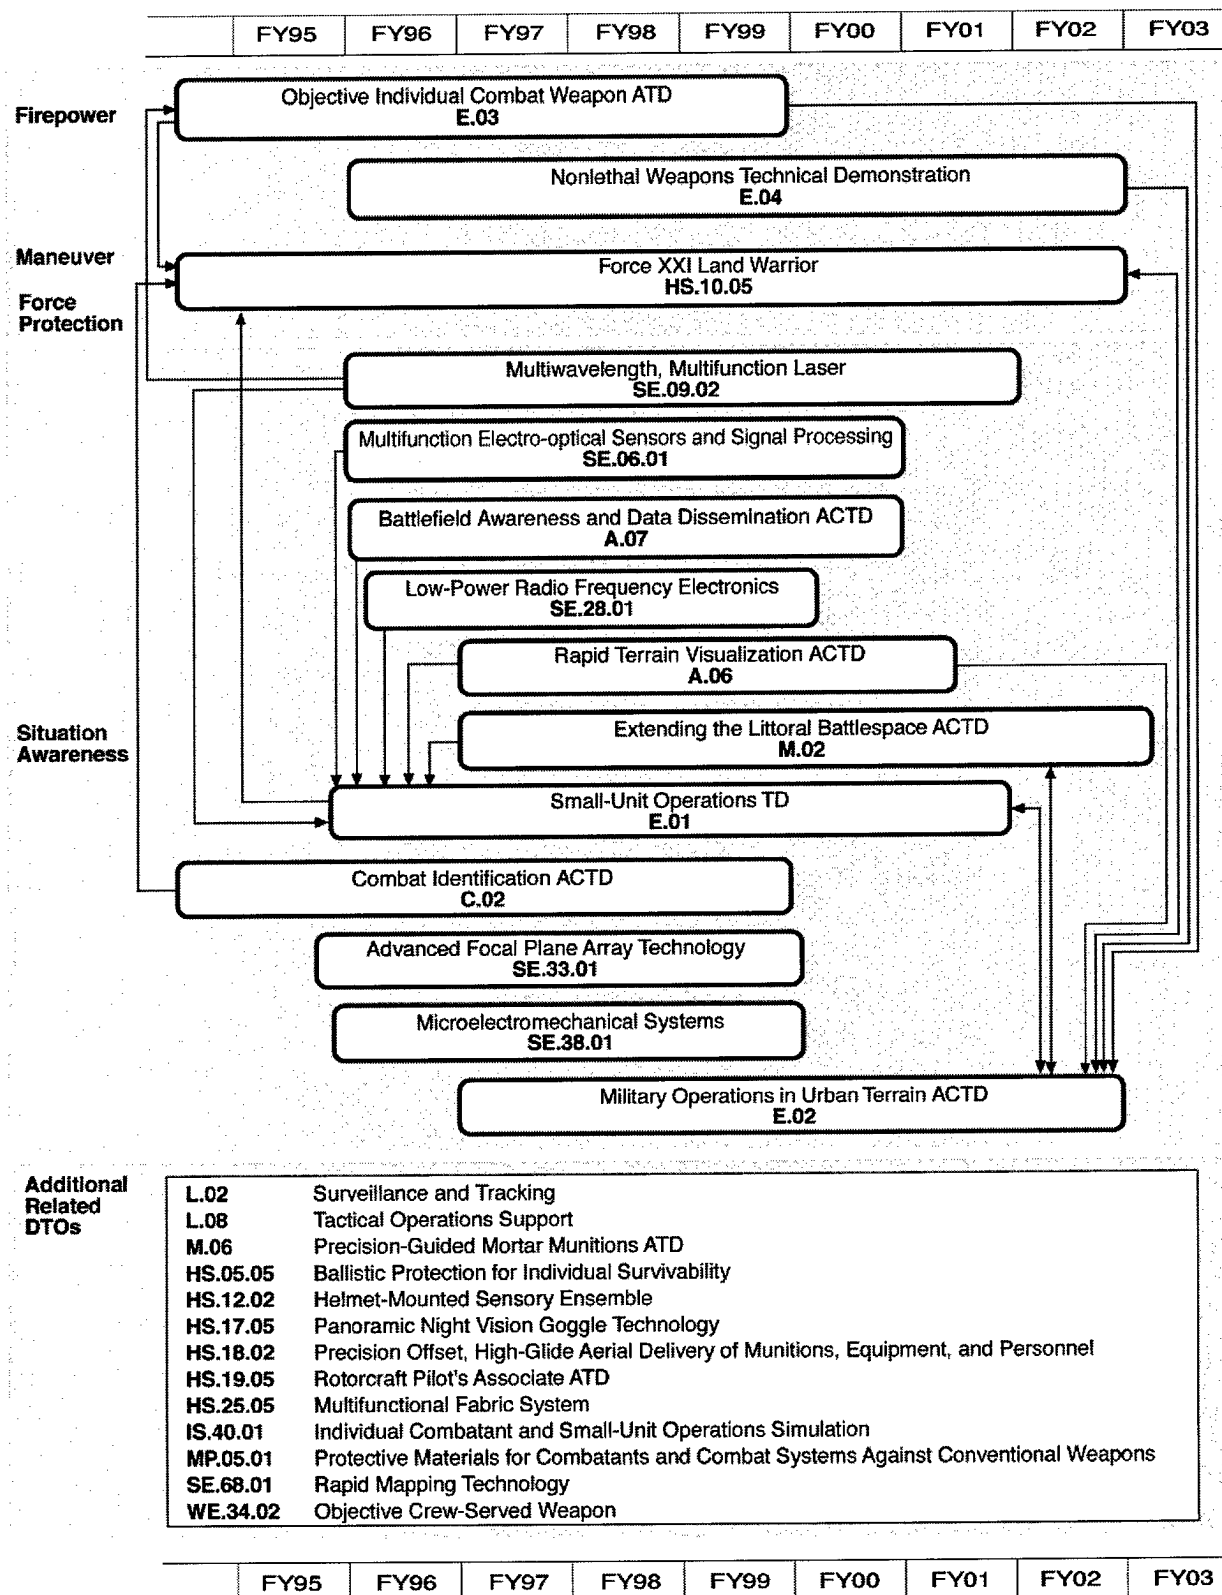 FY95 FY96 FY97 FY98 FY99 FY00 FY01 FY02 FY03
Firepower
Objective Individual Combat Weapon ATD
E.03
Nonlethal Weapons Technical Demonstration
E.04
Maneuver
Force
Protection
Force XXI Land Warrior
HS.10.05
Multiwavelength, Multifunction Laser
SE.09.02
Multifunction Electro-optical Sensors and Signal Processing
SE.06.01
Battlefield Awareness and Data Dissemination ACTD
A.07
Low-Power Radio Frequency Electronics
SE.28.01
Rapid Terrain Visualization ACTD
A.06
Situation
Awareness
Extending the Littoral Battlespace ACTD
M.02
Small-Unit Operations TD
E.01
Combat Identification ACTD
C.02
Advanced Focal Plane Array Technology
SE.33.01
Microelectromechanical Systems
SE.38.01
Military Operations in Urban Terrain ACTD
E.02
Additional
Related
DTOs
L.02 Surveillance and Tracking
L.08 Tactical Operations Support
M.06 Precision-Guided Mortar Munitions ATD
HS.05.05 Ballistic Protection for Individual Survivability
HS.12.02 Helmet-Mounted Sensory Ensemble
HS.17.05 Panoramic Night Vision Goggle Technology
HS.18.02 Precision Offset, High-Glide Aerial Delivery of Munitions, Equipment, and Personnel
HS.19.05 Rotorcraft Pilot's Associate ATD
HS.25.05 Multifunctional Fabric System
IS.40.01 Individual Combatant and Small-Unit Operations Simulation
MP.05.01 Protective Materials for Combatants and Combat Systems Against Conventional Weapons
SE.68.01 Rapid Mapping Technology
WE.34.02 Objective Crew-Served Weapon
FY95 FY96 FY97 FY98 FY99 FY00 FY01 FY02 FY03